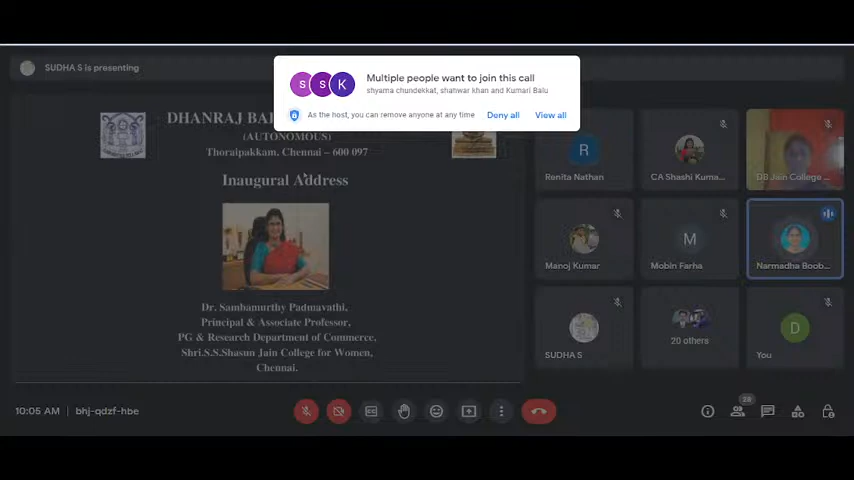 SUDHA S is presenting
S S K
Multiple people want to join this call
shyama chundekkat, shatwar khan and Kumari Balu
As the host, you can remove anyone at any time
Deny all
View all
DHANRAJ
(AUTONOMOUS)
Thoraipakkam, Chennai – 600 097
Inaugural Address
Dr. Sambamurthy Padmavathi,
Principal & Associate Professor,
PG & Research Department of Commerce,
Shri.S.S.Shasun Jain College for Women,
Chennai.
R
Renita Nathan
CA Shashi Kuma...
DB Jain College ...
Manoj Kumar
M
Mobin Farha
Narmadha Boob...
SUDHA S
20 others
D
You
10:05 AM | bhj-qdzf-hbe
28